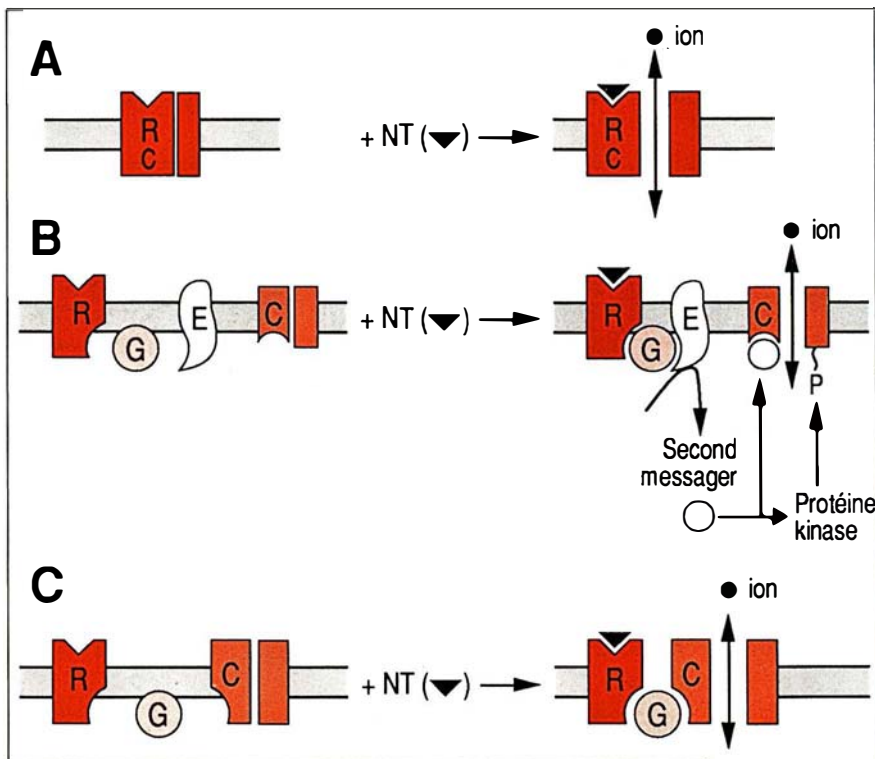 A
ion
R
C
+ NT (▼)
R
C
B
ion
R
G
E
C
+ NT (▼)
R
G
E
C
P
Second
messager
Protéine
kinase
C
ion
R
G
C
+ NT (▼)
R
G
C